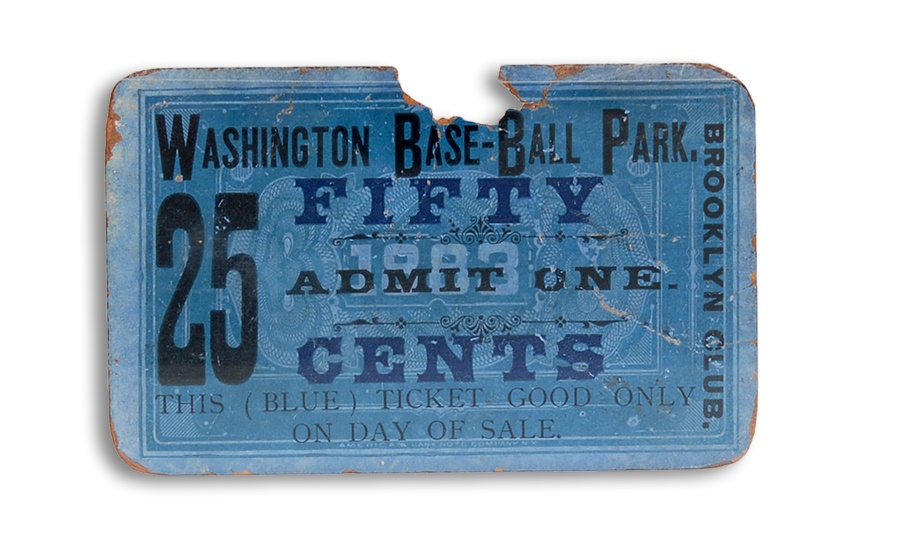 WASHINGTON BASE-BALL PARK.
FIFTY
25
1883
ADMIT ONE.
CENTS
THIS (BLUE) TICKET GOOD ONLY
ON DAY OF SALE.
BROOKLYN CLUB.